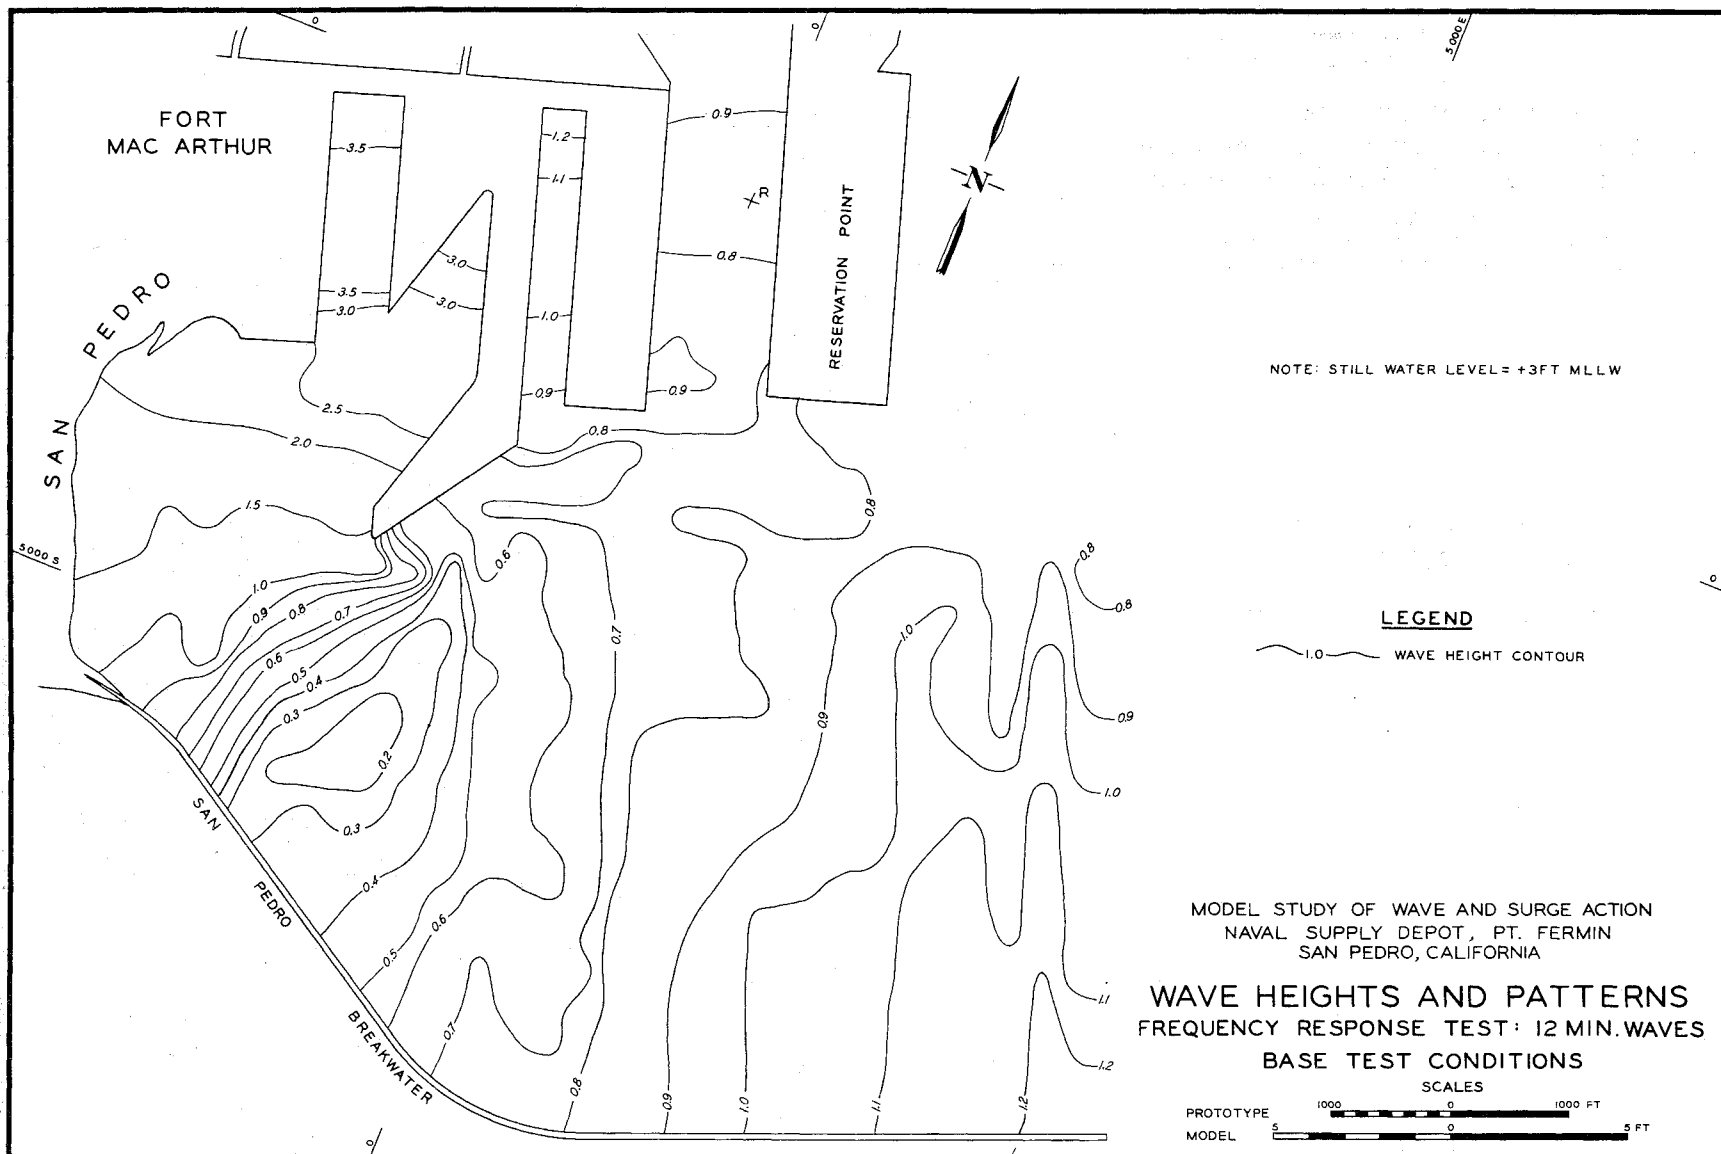 0
0
5000 E
FORT
MAC ARTHUR
3.5
1.2
1.1
0.9
R
N
3.0
0.8
RESERVATION POINT
3.5
3.0
3.0
1.0
SAN PEDRO
NOTE: STILL WATER LEVEL= +3FT MLLW
0.9
0.9
2.5
0.8
2.0
1.5
0.8
5000 S
0.6
0.8
0
1.0
0.9
0.8
0.7
0.8
LEGEND
1.0 WAVE HEIGHT CONTOUR
0.7
1.0
0.6
0.5
0.4
0.3
0.9
0.9
0.2
1.0
SAN PEDRO BREAKWATER
0.3
0.4
0.6
0.5
MODEL STUDY OF WAVE AND SURGE ACTION
NAVAL SUPPLY DEPOT, PT. FERMIN
SAN PEDRO, CALIFORNIA
WAVE HEIGHTS AND PATTERNS
FREQUENCY RESPONSE TEST: 12 MIN. WAVES
BASE TEST CONDITIONS
1.1
0.7
1.2
0.8
0.9
1.0
1.1
1.2
SCALES
PROTOTYPE 1000 0 1000 FT
MODEL 5 0 5 FT
0